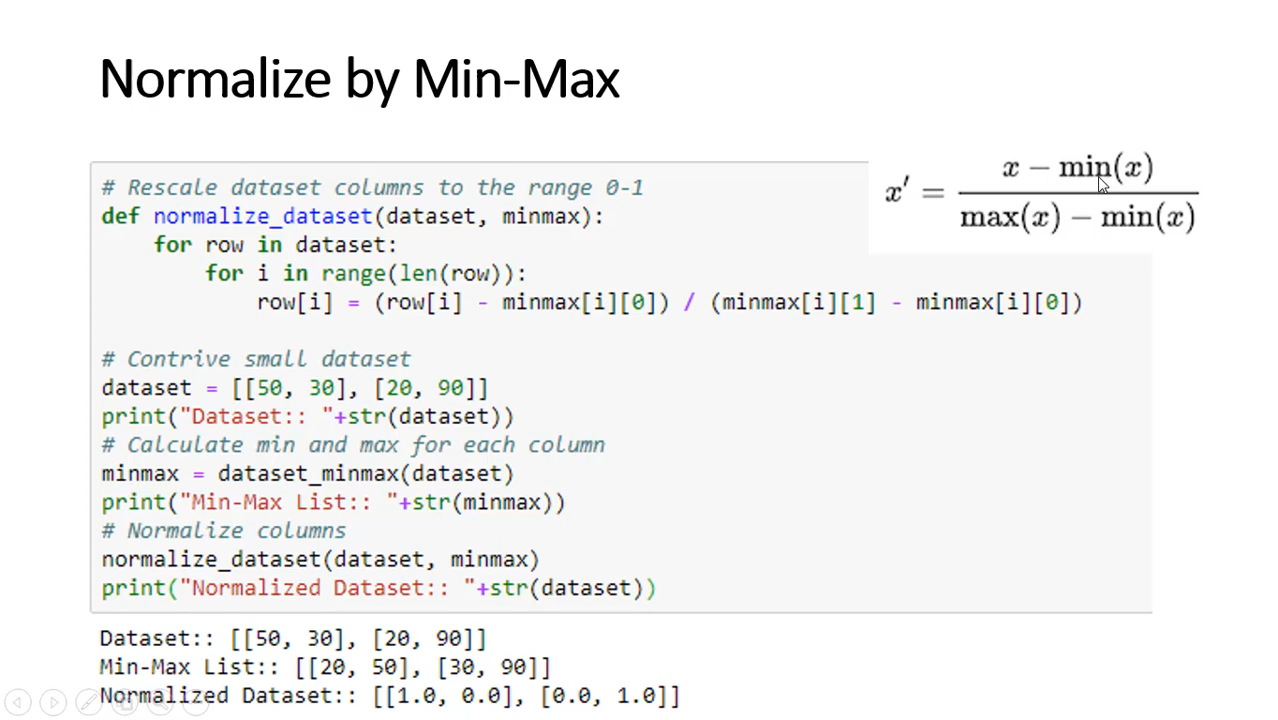 Normalize by Min-Max
x′ = x − min(x) / max(x) − min(x)
# Rescale dataset columns to the range 0-1
def normalize_dataset(dataset, minmax):
    for row in dataset:
        for i in range(len(row)):
            row[i] = (row[i] - minmax[i][0]) / (minmax[i][1] - minmax[i][0])
# Contrive small dataset
dataset = [[50, 30], [20, 90]]
print("Dataset:: "+str(dataset))
# Calculate min and max for each column
minmax = dataset_minmax(dataset)
print("Min-Max List:: "+str(minmax))
# Normalize columns
normalize_dataset(dataset, minmax)
print("Normalized Dataset:: "+str(dataset))
Dataset:: [[50, 30], [20, 90]]
Min-Max List:: [[20, 50], [30, 90]]
Normalized Dataset:: [[1.0, 0.0], [0.0, 1.0]]